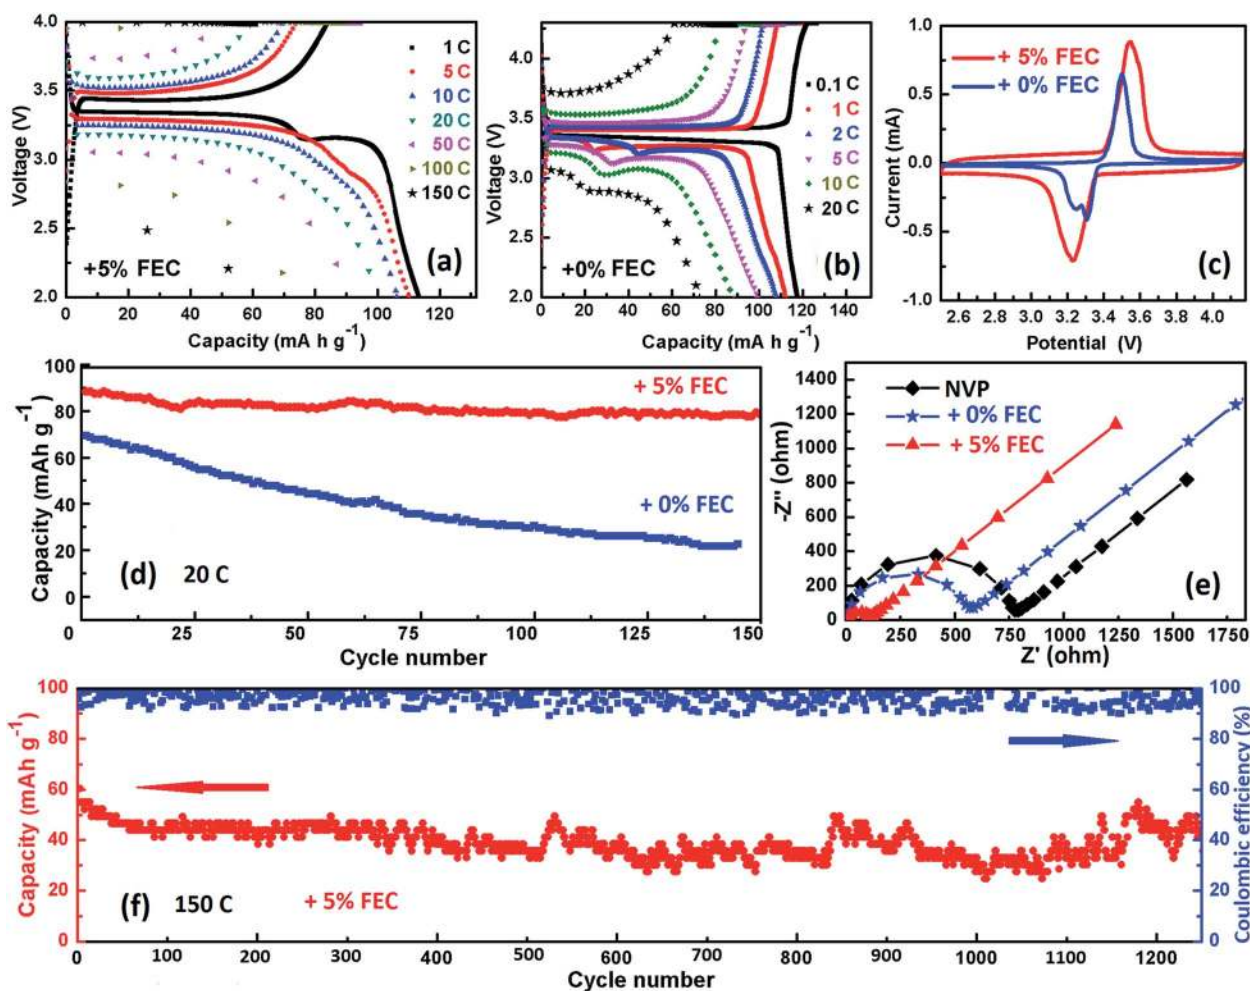 4.0
3.5
3.0
2.5
2.0
Voltage (V)
0 20 40 60 80 100 120
Capacity (mA h g⁻¹)
1 C
5 C
10 C
20 C
50 C
100 C
150 C
+5% FEC
(a)
4.0
3.5
3.0
2.5
2.0
Voltage (V)
0 20 40 60 80 100 120 140
Capacity (mA h g⁻¹)
0.1 C
1 C
2 C
5 C
10 C
20 C
+0% FEC
(b)
1.0
0.5
0.0
-0.5
-1.0
Current (mA)
2.6 2.8 3.0 3.2 3.4 3.6 3.8 4.0
Potential (V)
+ 5% FEC
+ 0% FEC
(c)
100
80
60
40
20
0
Capacity (mAh g⁻¹)
0 25 50 75 100 125 150
Cycle number
+ 5% FEC
+ 0% FEC
(d) 20 C
1400
1200
1000
800
600
400
200
0
-Z'' (ohm)
0 250 500 750 1000 1250 1500 1750
Z' (ohm)
NVP
+ 0% FEC
+ 5% FEC
(e)
100
80
60
40
20
0
Capacity (mAh g⁻¹)
0 100 200 300 400 500 600 700 800 900 1000 1100 1200
Cycle number
100
80
60
40
20
0
Coulombic efficiency (%)
(f) 150 C + 5% FEC